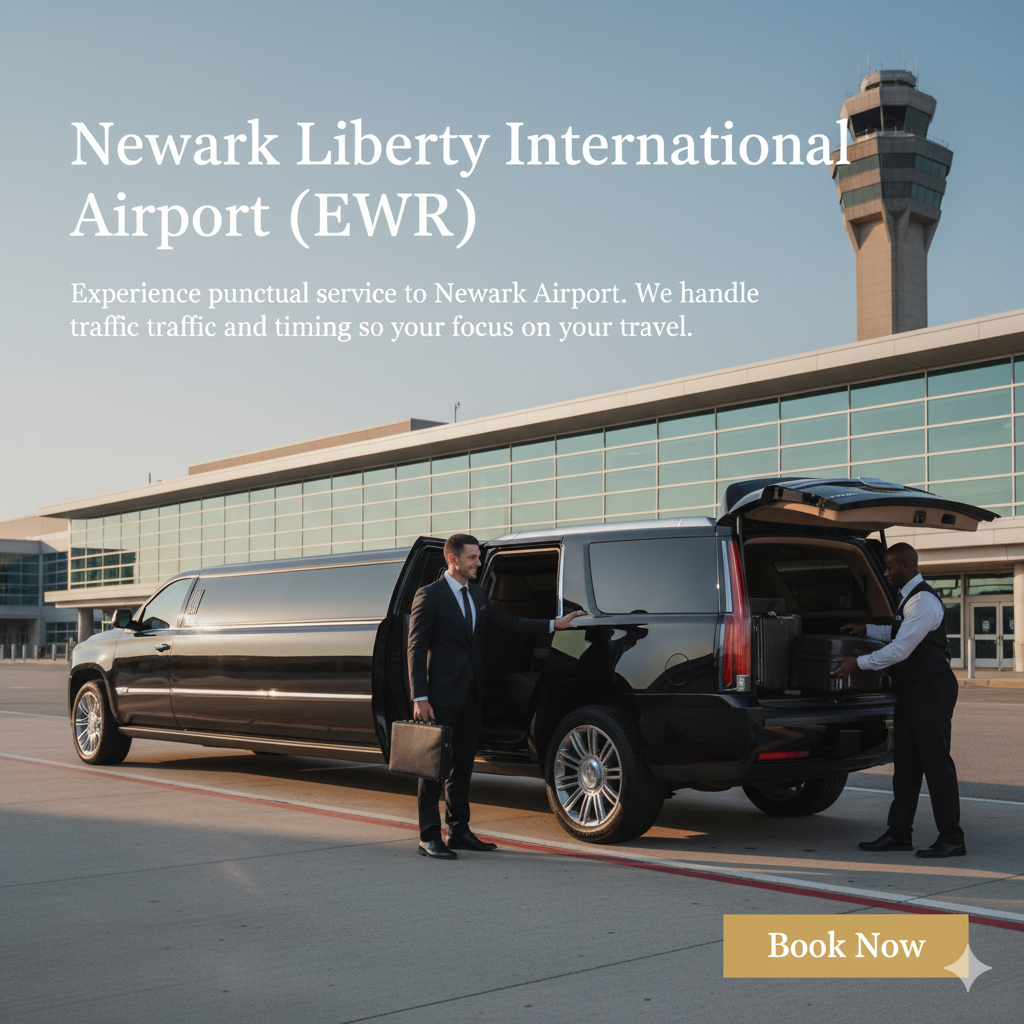 Newark Liberty International
Airport (EWR)
Experience punctual service to Newark Airport. We handle
traffic traffic and timing so your focus on your travel.
Book Now